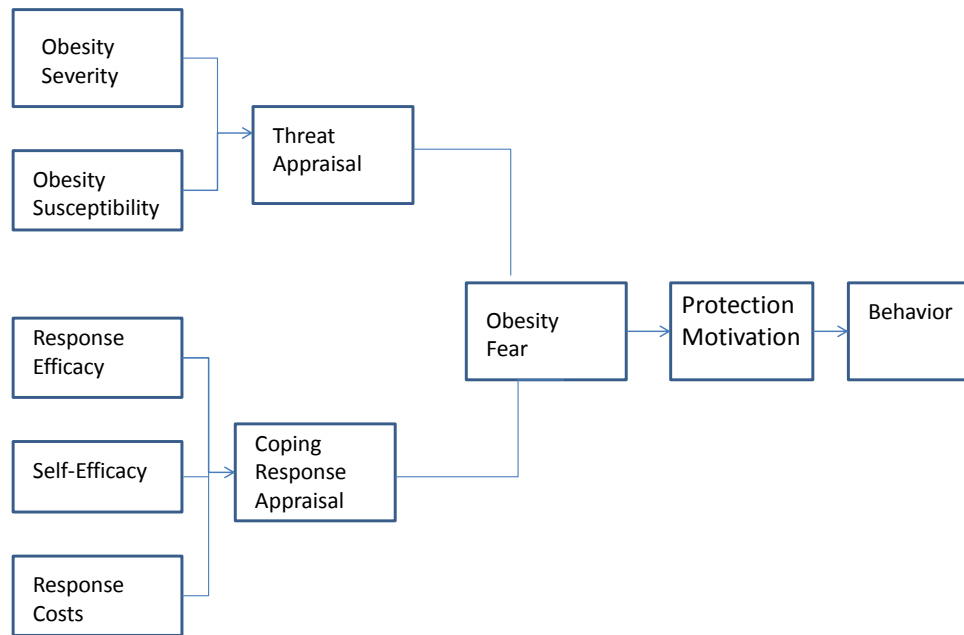 Obesity
Severity
Obesity
Susceptibility
Threat
Appraisal
Response
Efficacy
Self-Efficacy
Response
Costs
Coping
Response
Appraisal
Obesity
Fear
Protection
Motivation
Behavior